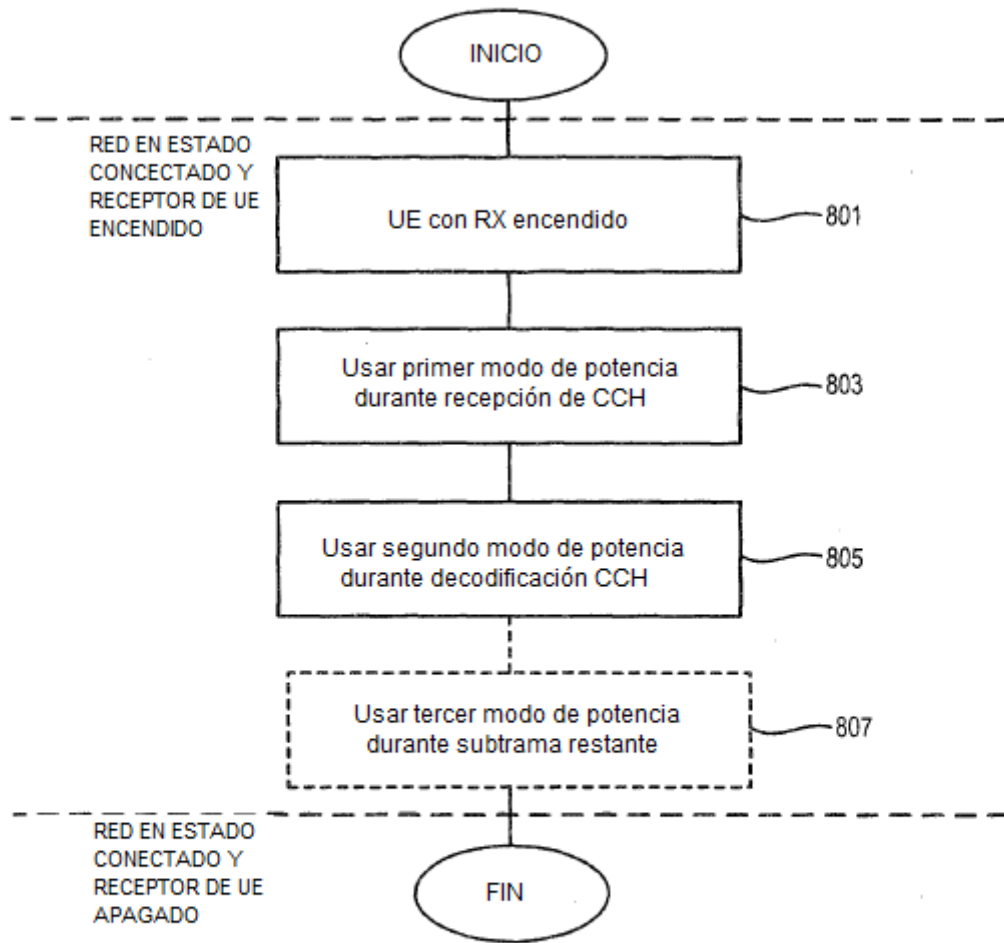 INICIO
RED EN ESTADO
CONCECTADO Y
RECEPTOR DE UE
ENCENDIDO
UE con RX encendido
801
Usar primer modo de potencia
durante recepción de CCH
803
Usar segundo modo de potencia
durante decodificación CCH
805
Usar tercer modo de potencia
durante subtrama restante
807
RED EN ESTADO
CONECTADO Y
RECEPTOR DE UE
APAGADO
FIN